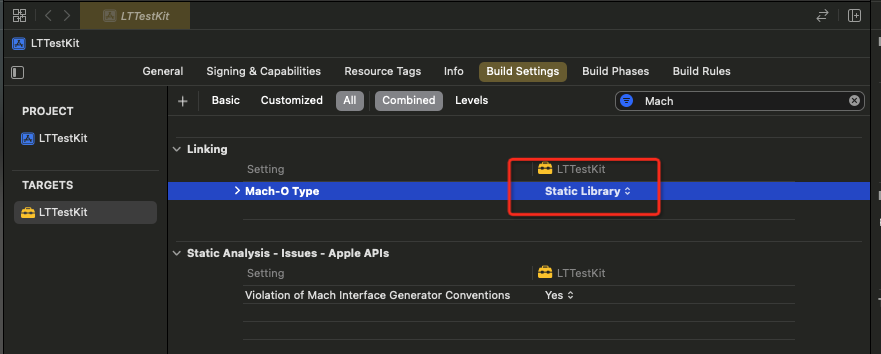 LTTestKit
LTTestKit
General Signing & Capabilities Resource Tags Info Build Settings Build Phases Build Rules
Basic Customized All Combined Levels Mach
PROJECT
LTTestKit
TARGETS
LTTestKit
Linking
Setting LTTestKit
Mach-O Type Static Library
Static Analysis - Issues - Apple APIs
Setting LTTestKit
Violation of Mach Interface Generator Conventions Yes